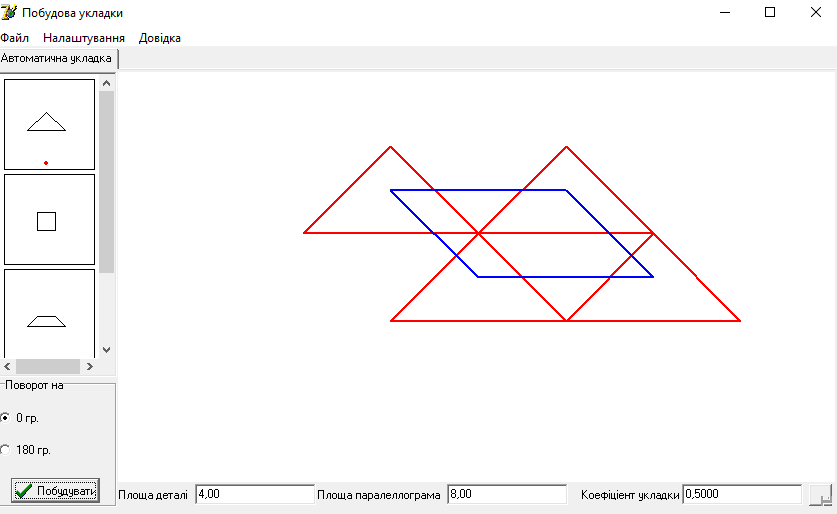 Побудова укладки
Файл Налаштування Довідка
Автоматична укладка
Поворот на
0 гр.
180 гр.
Побудувати
Площа деталі 4,00 Площа паралеллограма 8,00 Коефіцієнт укладки 0,5000